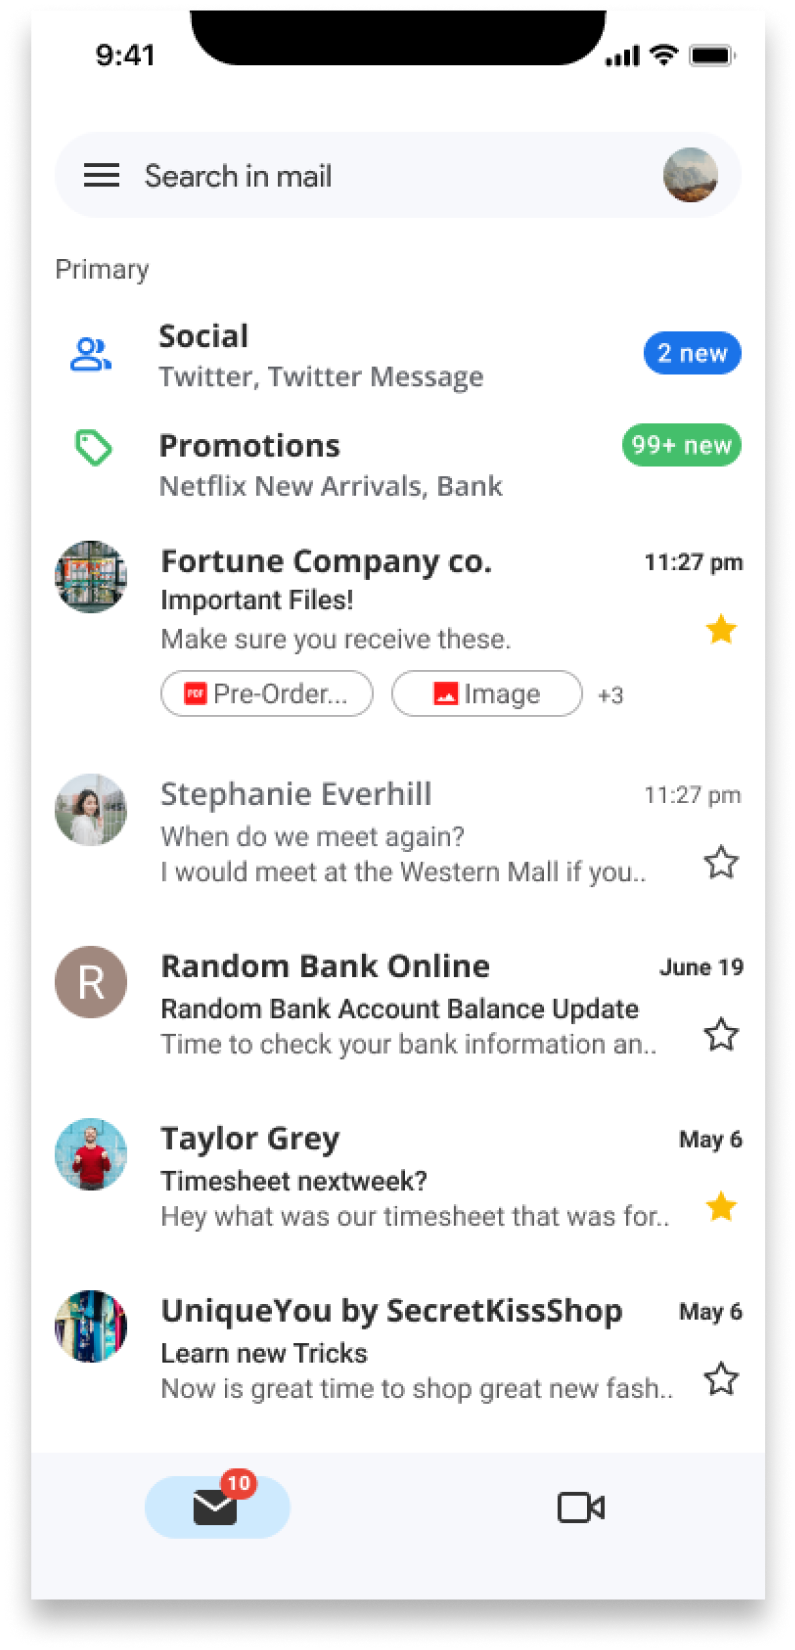 9:41
Search in mail
Primary
Social
2 new
Twitter, Twitter Message
Promotions
99+ new
Netflix New Arrivals, Bank
Fortune Company co.
11:27 pm
Important Files!
Make sure you receive these.
PDF Pre-Order... Image +3
Stephanie Everhill
11:27 pm
When do we meet again?
I would meet at the Western Mall if you..
R
Random Bank Online
June 19
Random Bank Account Balance Update
Time to check your bank information an..
Taylor Grey
May 6
Timesheet nextweek?
Hey what was our timesheet that was for..
UniqueYou by SecretKissShop
May 6
Learn new Tricks
Now is great time to shop great new fash..
10